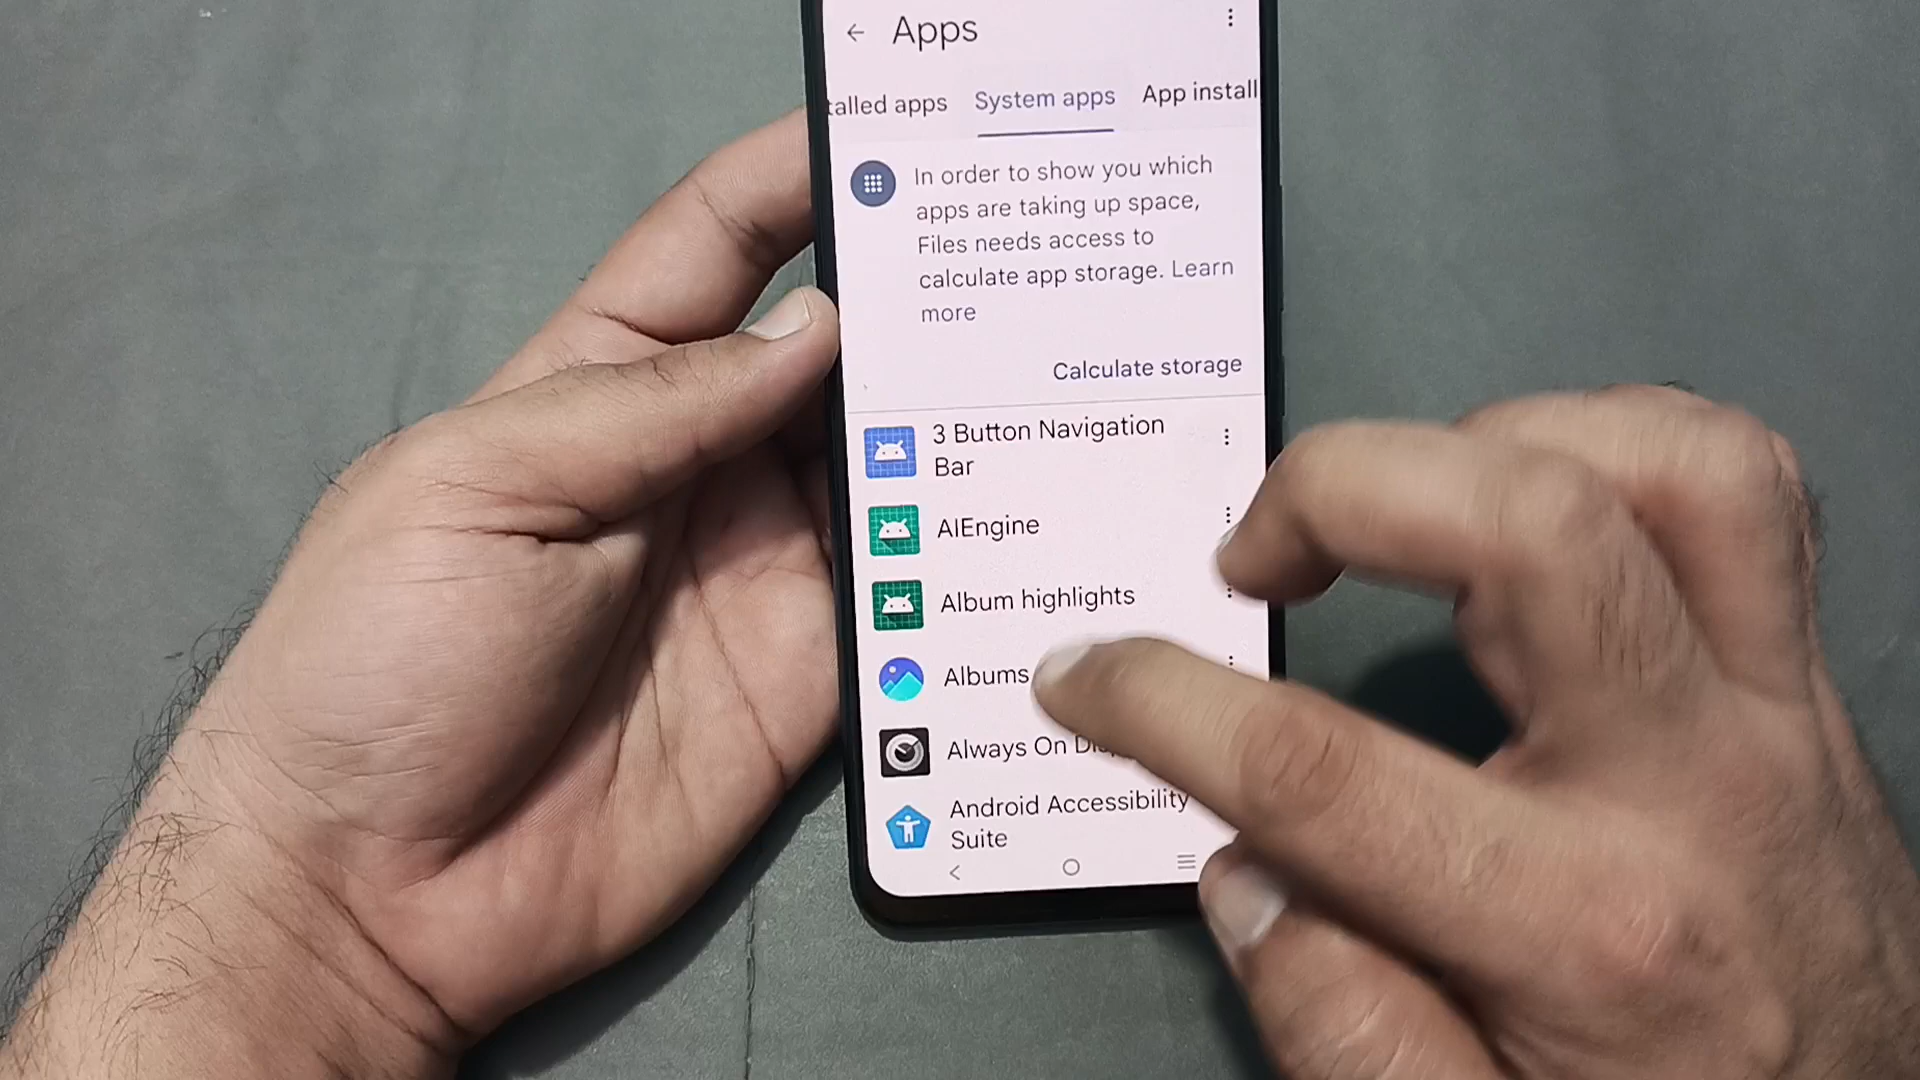 Apps
talled apps System apps App install
In order to show you which
apps are taking up space,
Files needs access to
calculate app storage. Learn
more
Calculate storage
3 Button Navigation
Bar
AIEngine
Album highlights
Albums
Always On
Android Accessibility
Suite